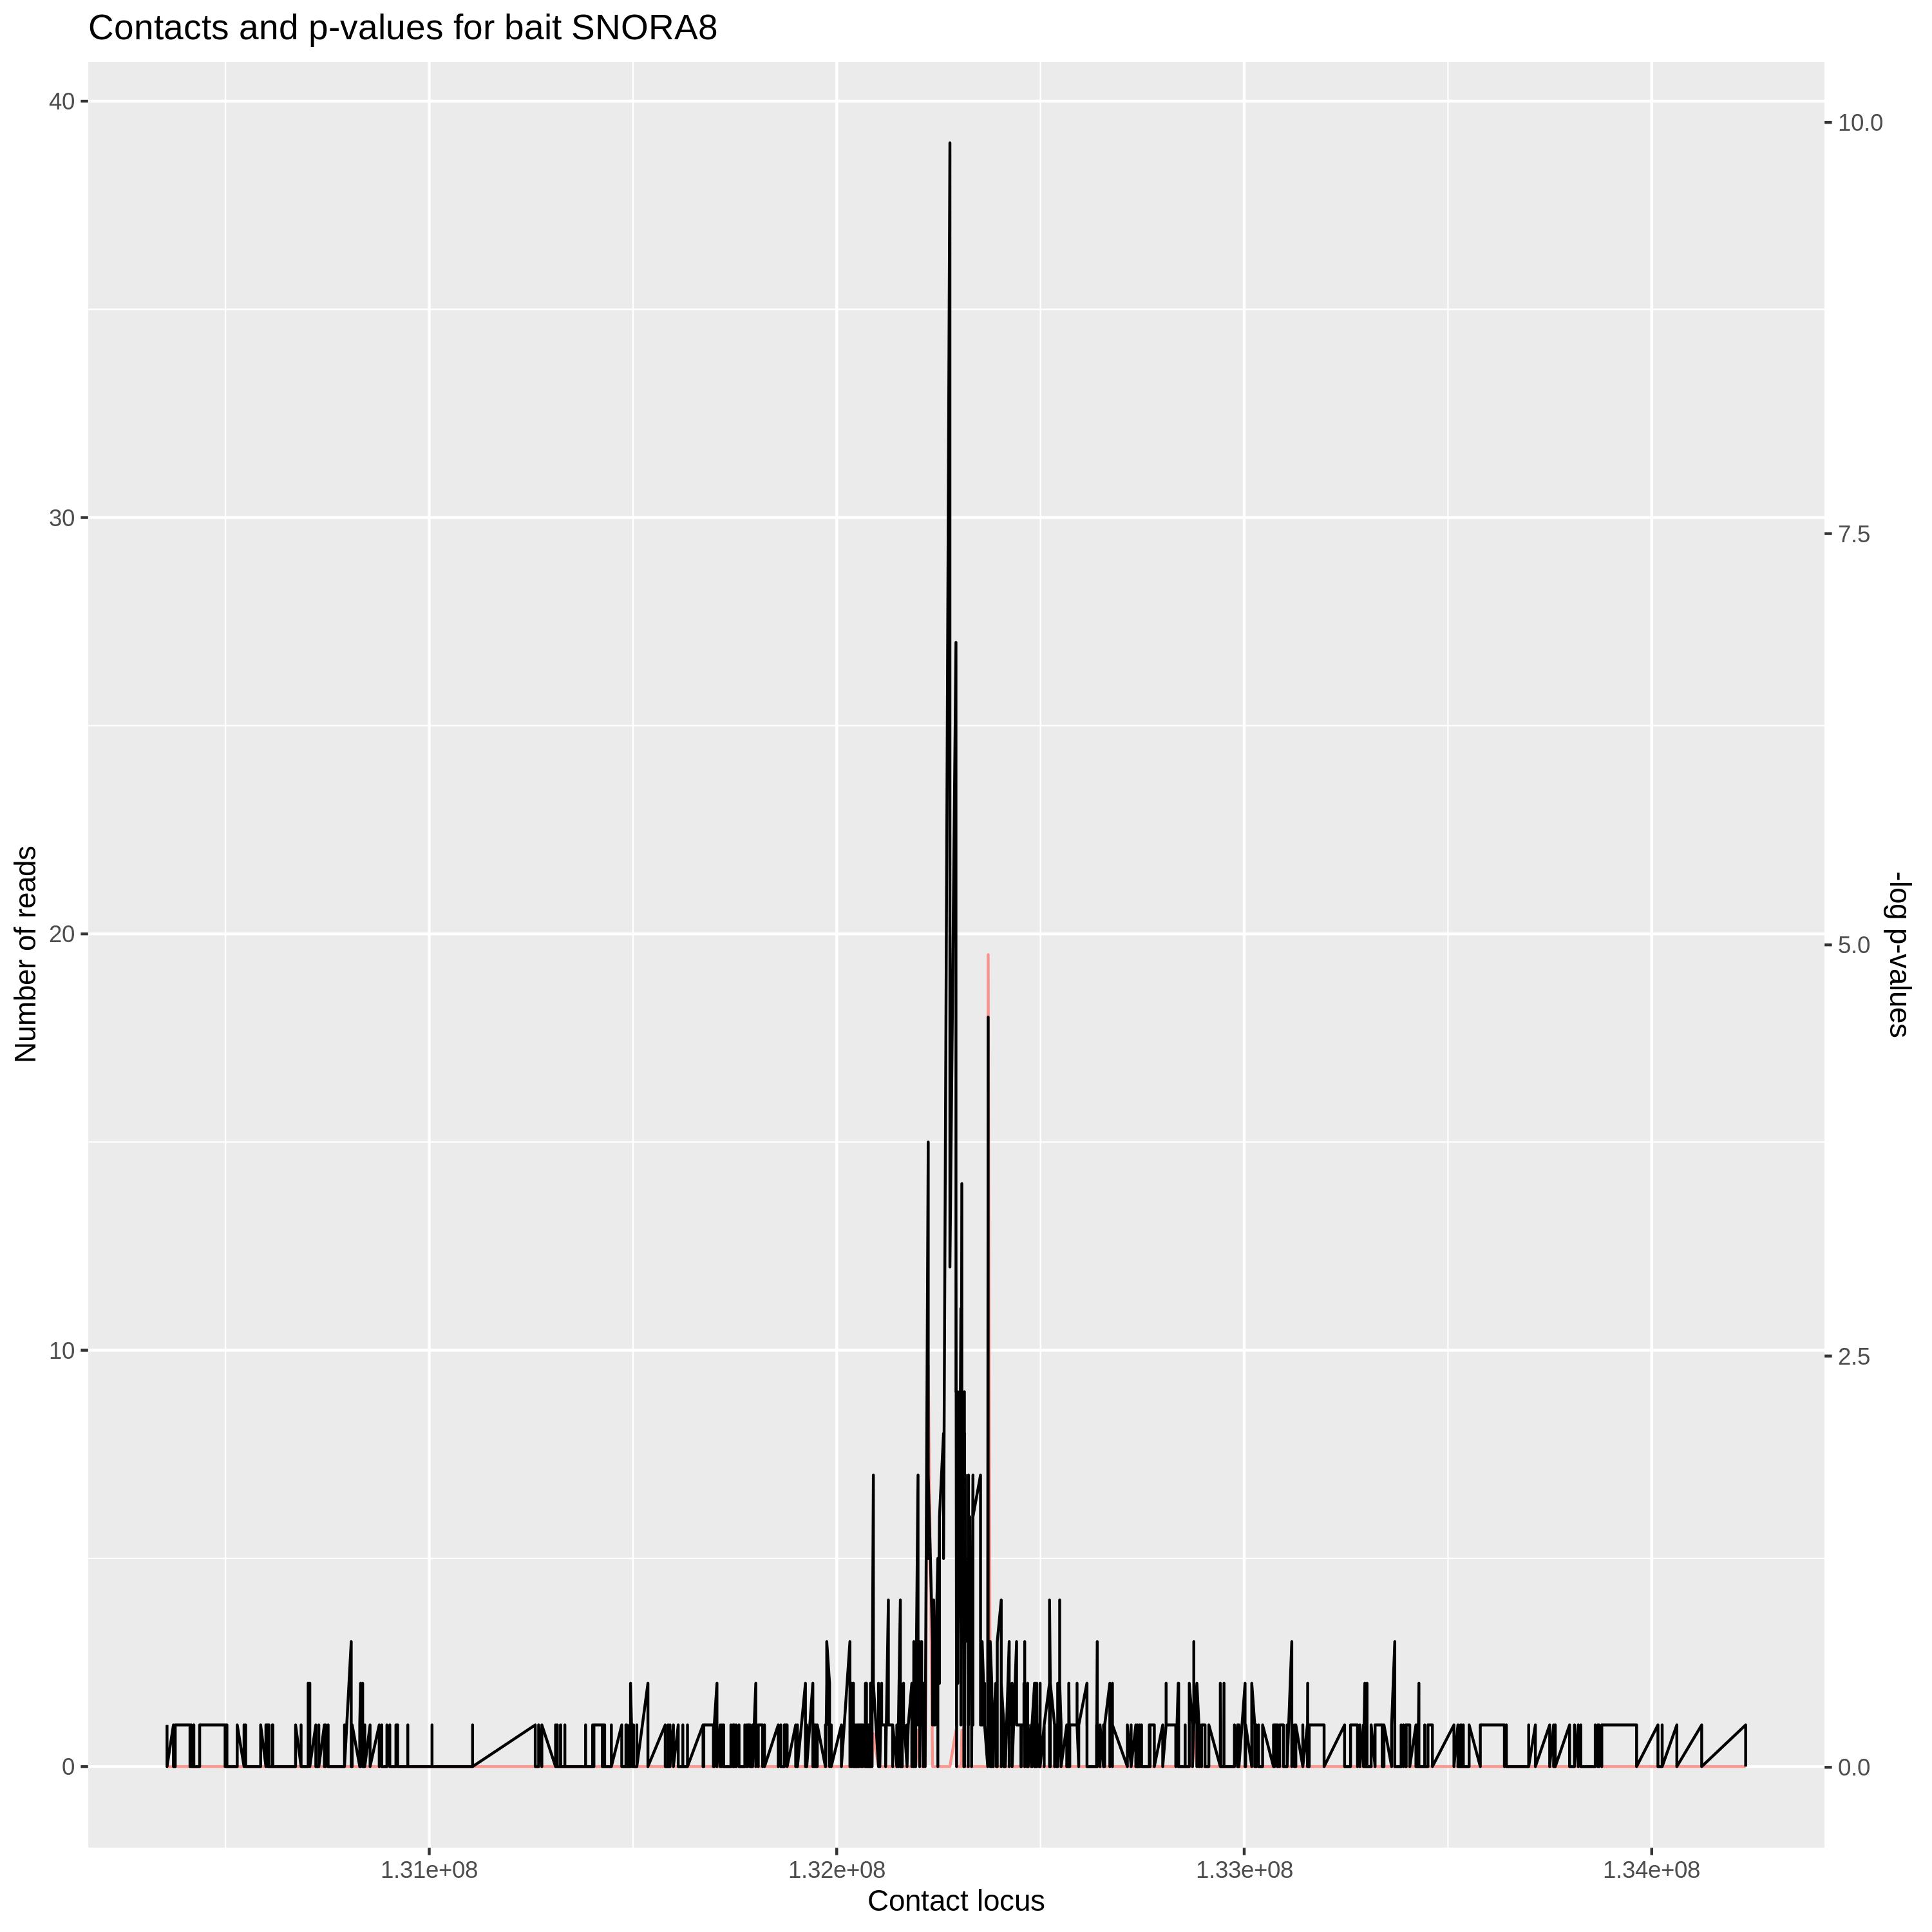 Contacts and p-values for bait SNORA8
40
30
20
10
0
Number of reads
10.0
7.5
5.0
2.5
0.0
-log p-values
1.31e+08
1.32e+08
1.33e+08
1.34e+08
Contact locus